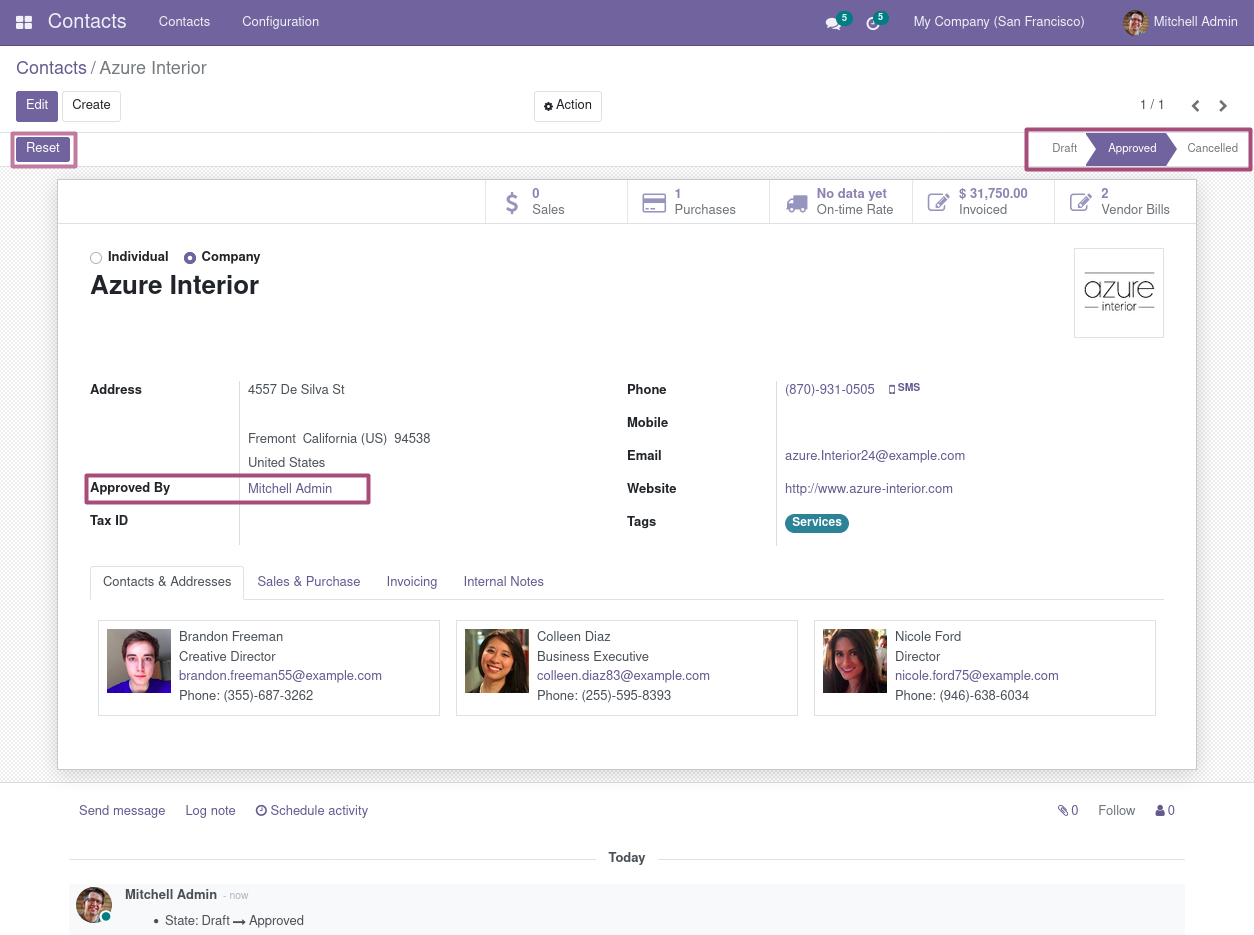 Contacts Contacts Configuration 5 5 My Company (San Francisco) Mitchell Admin
Contacts / Azure Interior
Edit Create Action 1 / 1
Reset Draft Approved Cancelled
0 1 No data yet $ 31,750.00 2
Sales Purchases On-time Rate Invoiced Vendor Bills
Individual Company
Azure Interior
azure
interior
Address 4557 De Silva St Phone (870)-931-0505 SMS
Mobile
Fremont California (US) 94538
Email azure.Interior24@example.com
United States
Approved By Mitchell Admin Website http://www.azure-interior.com
Tax ID Tags Services
Contacts & Addresses Sales & Purchase Invoicing Internal Notes
Brandon Freeman
Creative Director
brandon.freeman55@example.com
Phone: (355)-687-3262
Colleen Diaz
Business Executive
colleen.diaz83@example.com
Phone: (255)-595-8393
Nicole Ford
Director
nicole.ford75@example.com
Phone: (946)-638-6034
Send message Log note Schedule activity 0 Follow 0
Today
Mitchell Admin - now
• State: Draft → Approved